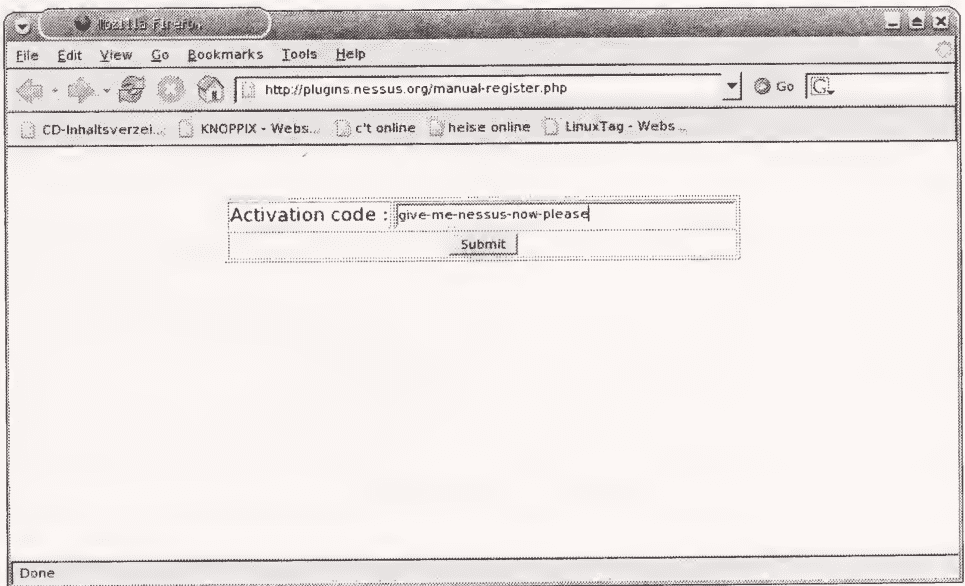 Mozilla Firefox
File Edit View Go Bookmarks Tools Help
http://plugins.nessus.org/manual-register.php Go G
CD-Inhaltsverzei... KNOPPIX - Webs... c't online heise online LinuxTag - Webs...
Activation code : give-me-nessus-now-please
Submit
Done